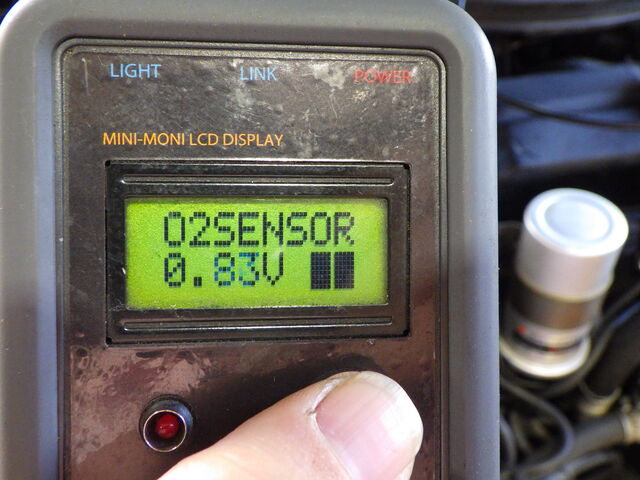 LIGHT LINK POWER
MINI-MONI LCD DISPLAY
O2SENSOR
0.83V